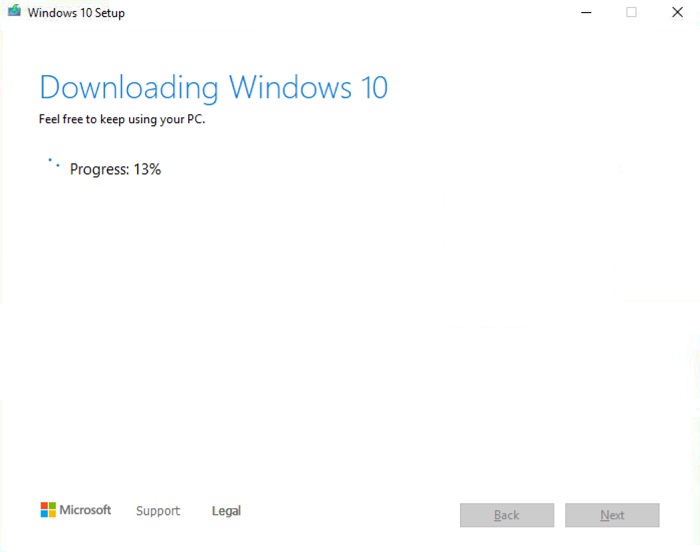 Windows 10 Setup
Downloading Windows 10
Feel free to keep using your PC.
Progress: 13%
Microsoft Support Legal Back Next